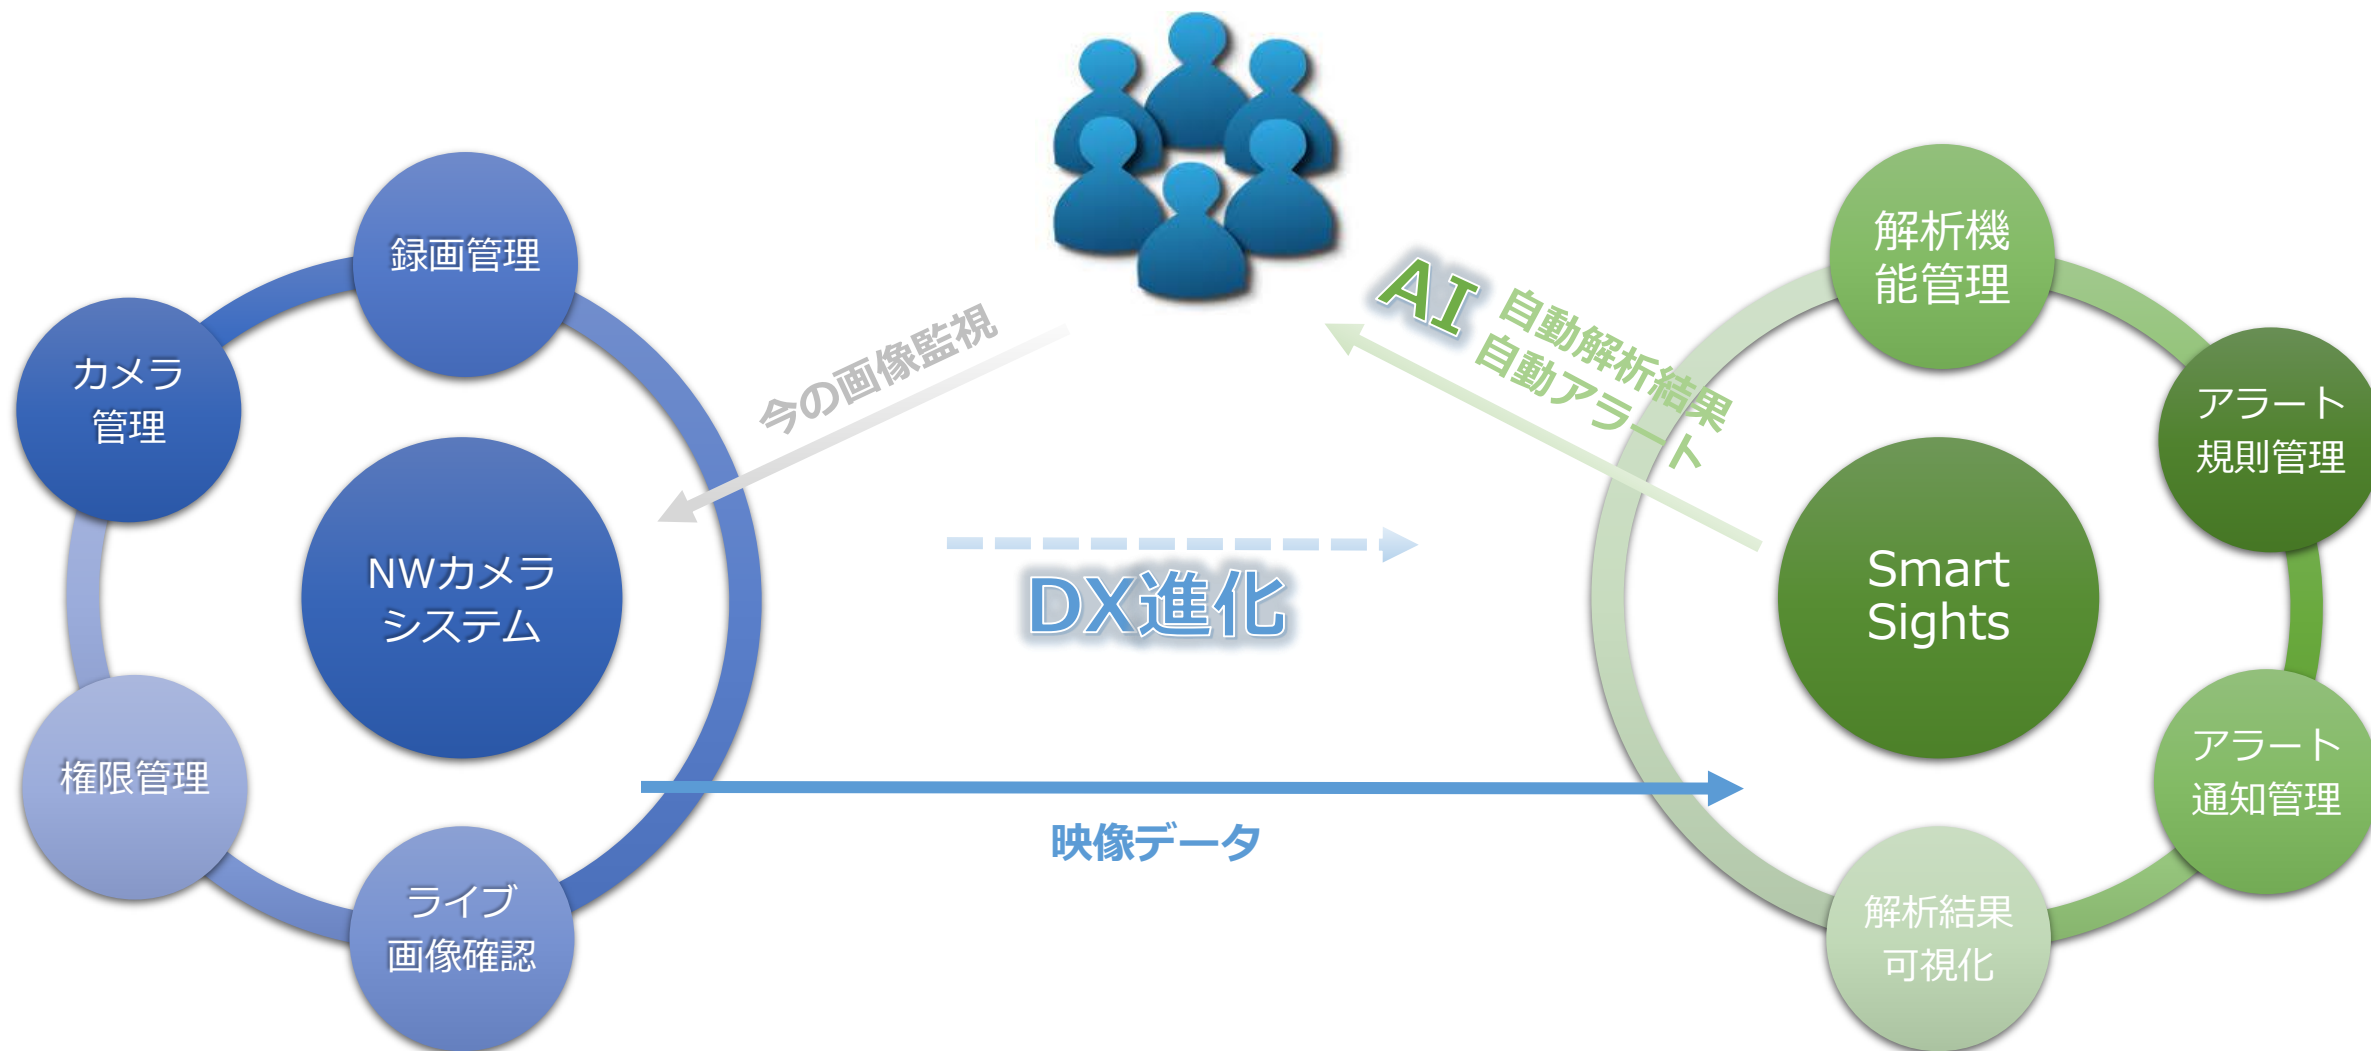 録画管理
カメラ
管理
NWカメラ
システム
権限管理
ライブ
画像確認
今の画像監視
DX進化
映像データ
AI
自動解析結果
自動アラート
解析機
能管理
アラート
規則管理
Smart
Sights
アラート
通知管理
解析結果
可視化